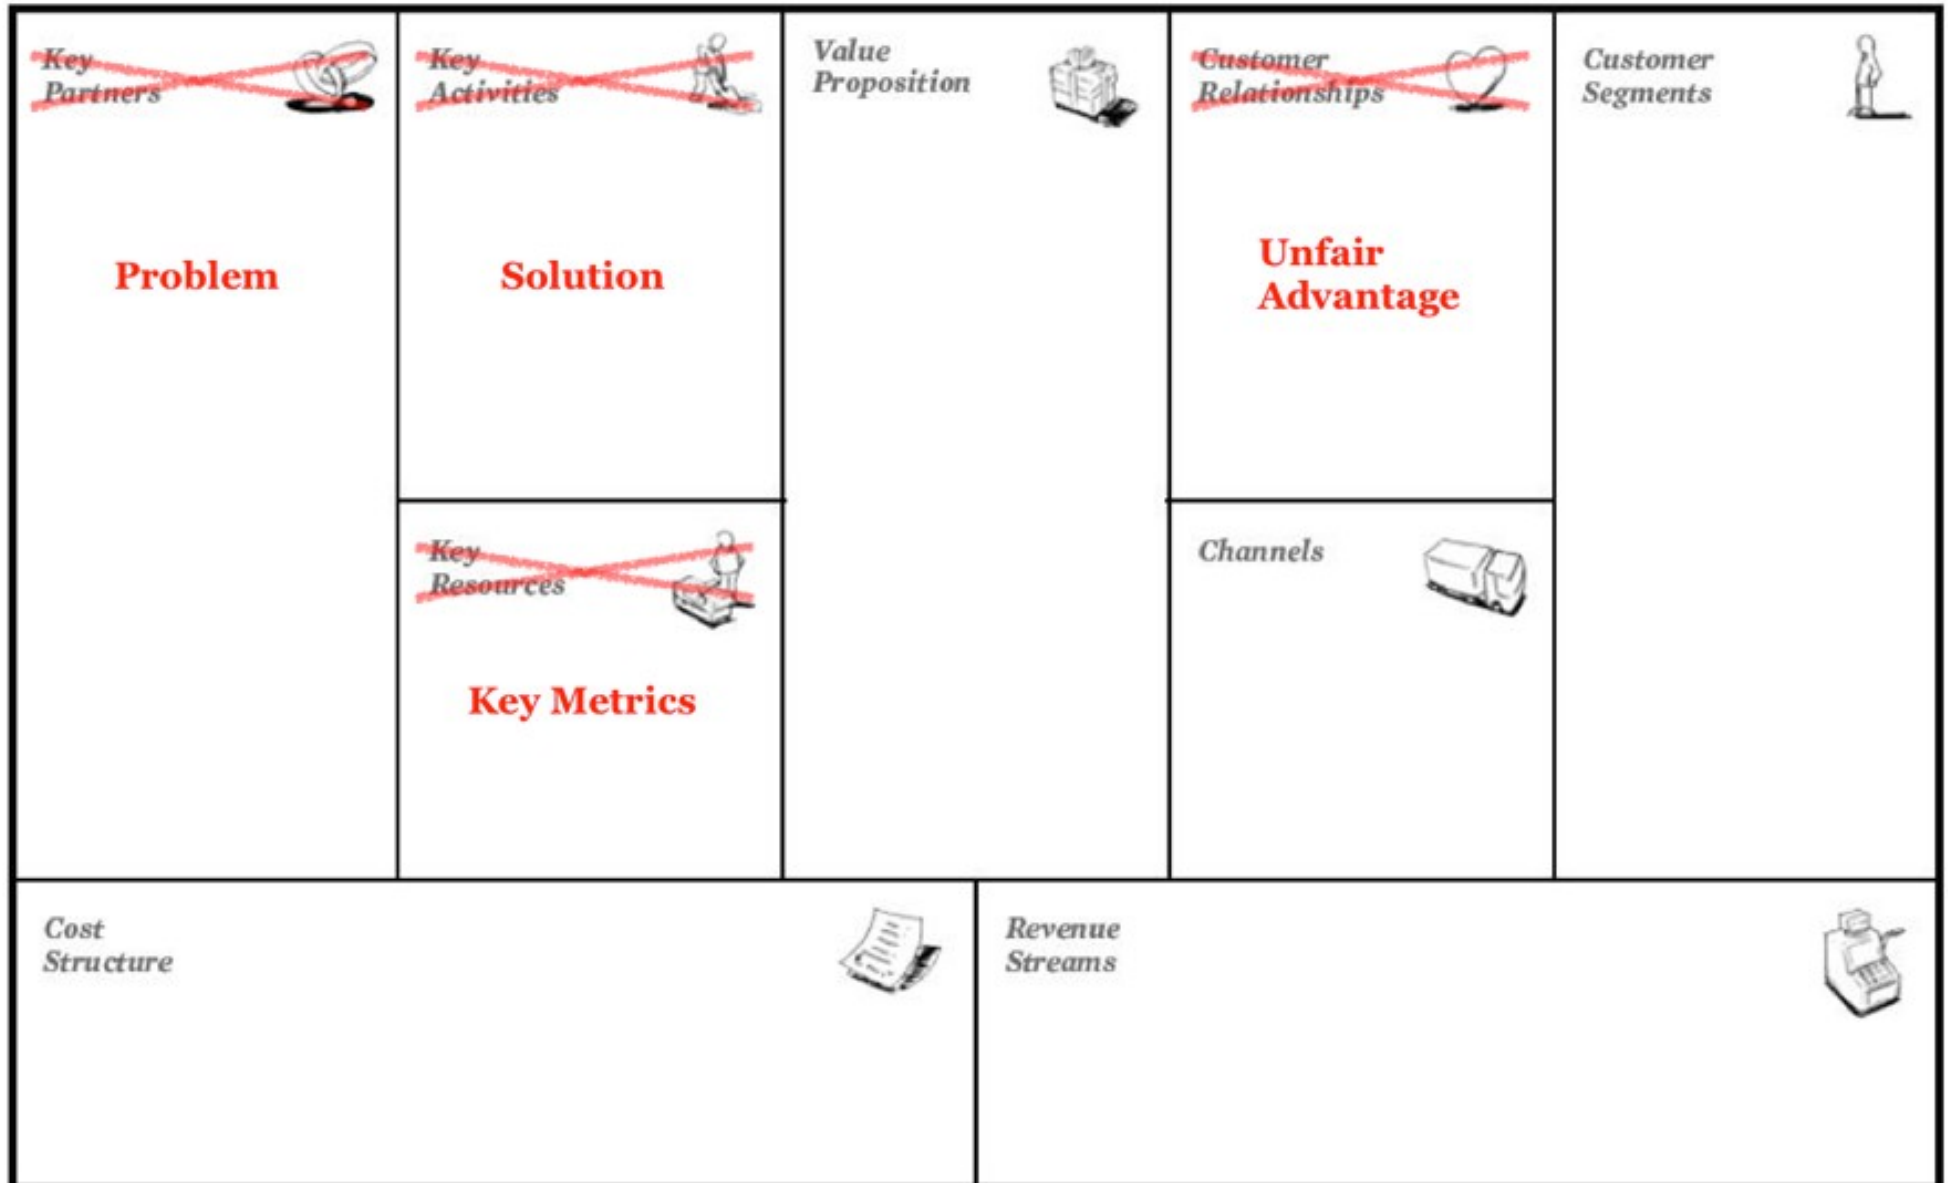 Key
Partners
Problem
Key
Activities
Solution
Key
Resources
Key Metrics
Value
Proposition
Customer
Relationships
Unfair
Advantage
Channels
Customer
Segments
Cost
Structure
Revenue
Streams